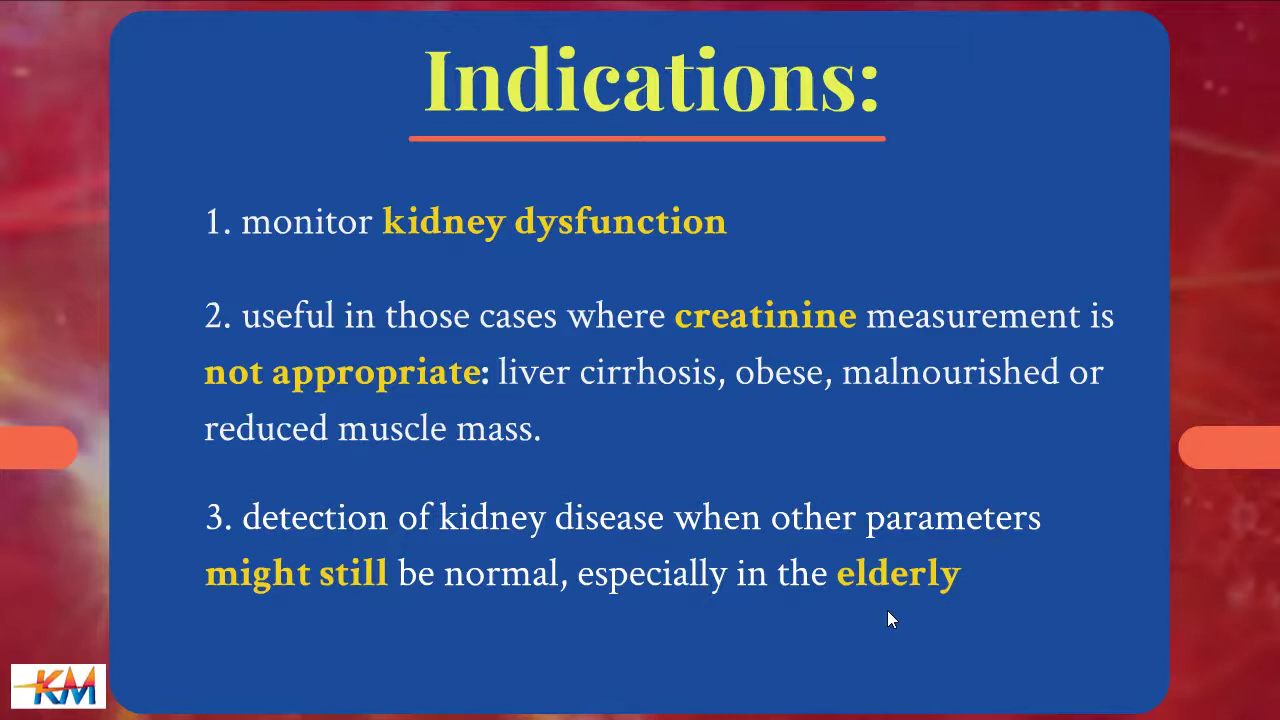 Indications:
1. monitor kidney dysfunction
2. useful in those cases where creatinine measurement is
not appropriate: liver cirrhosis, obese, malnourished or
reduced muscle mass.
3. detection of kidney disease when other parameters
might still be normal, especially in the elderly
KM